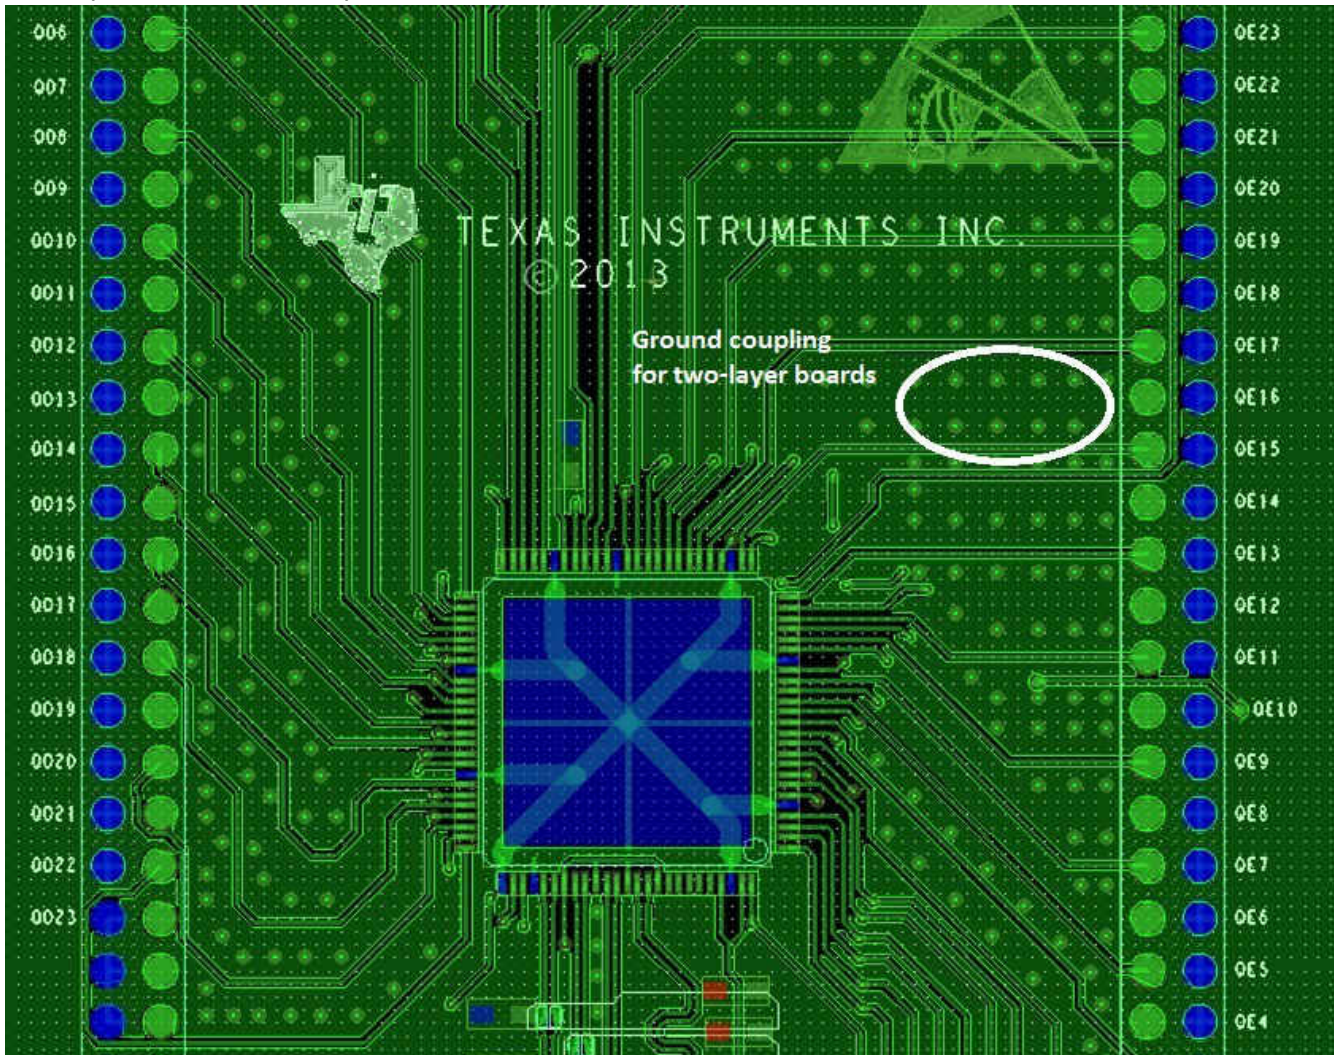 OO6
OE23
OO7
OE22
OO8
OE21
OO9
OE20
TEXAS INSTRUMENTS INC.
© 2013
OO10
OE19
OO11
OE18
Ground coupling
for two-layer boards
OO12
OE17
OO13
OE16
OO14
OE15
OO15
OE14
OO16
OE13
OO17
OE12
OO18
OE11
OO19
OE10
OO20
OE9
OO21
OE8
OO22
OE7
OO23
OE6
OE5
OE4